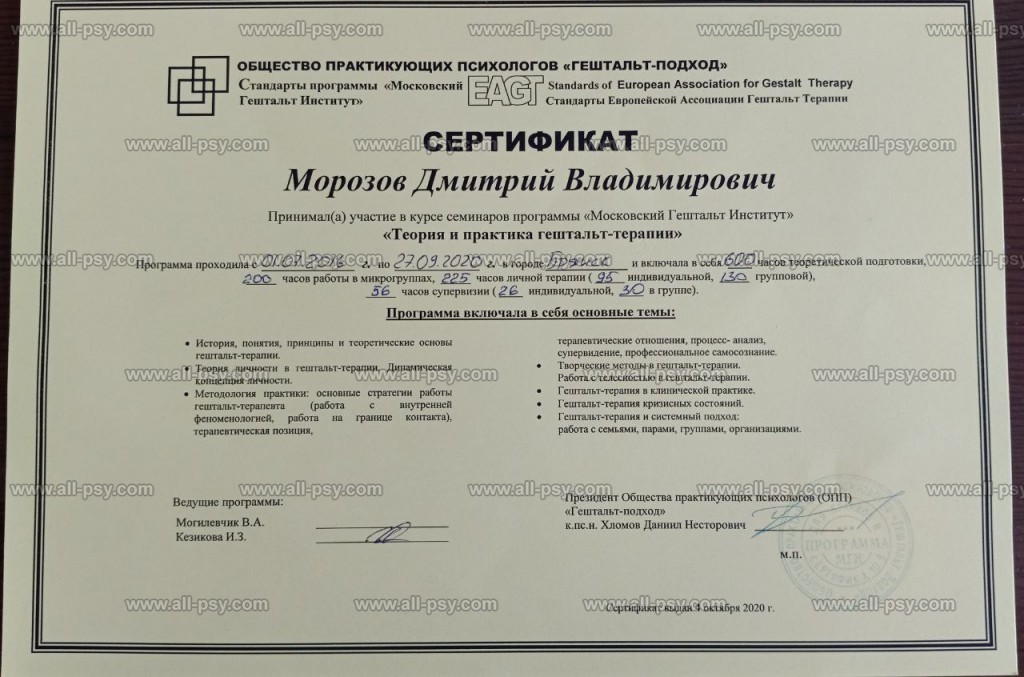 ОБЩЕСТВО ПРАКТИКУЮЩИХ ПСИХОЛОГОВ «ГЕШТАЛЬТ-ПОДХОД»
Стандарты программы «Московский Гештальт Институт»
EAGT
Standards of European Association for Gestalt Therapy
Стандарты Европейской Ассоциации Гештальт Терапии
СЕРТИФИКАТ
Морозов Дмитрий Владимирович
Принимал(а) участие в курсе семинаров программы «Московский Гештальт Институт»
«Теория и практика гештальт-терапии»
Программа проходила с 01.07.2016 г. по 27.09.2020 г. в городе Брянск и включала в себя 600 часов теоретической подготовки,
200 часов работы в микрогруппах, 225 часов личной терапии (95 индивидуальной, 130 групповой),
56 часов супервизии (26 индивидуальной, 30 в группе).
Программа включала в себя основные темы:
• История, понятия, принципы и теоретические основы
гештальт-терапии.
• Теория личности в гештальт-терапии. Динамическая
концепция личности.
• Методология практики: основные стратегии работы
гештальт-терапевта (работа с внутренней
феноменологией, работа на границе контакта),
терапевтическая позиция,
терапевтические отношения, процесс- анализ,
супервидение, профессиональное самосознание.
• Творческие методы в гештальт-терапии.
Работа с телесностью в гештальт-терапии.
• Гештальт-терапия в клинической практике.
• Гештальт-терапия кризисных состояний.
• Гештальт-терапия и системный подход:
работа с семьями, парами, группами, организациями.
Ведущие программы:
Могилевчик В.А.
Кезикова И.З.
Президент Общества практикующих психологов (ОПП)
«Гештальт-подход»
к.пс.н. Хломов Даниил Несторович
ПРОГРАММА
МГИ
м.п.
Сертификат выдан 4 октября 2020 г.
www.all-psy.com